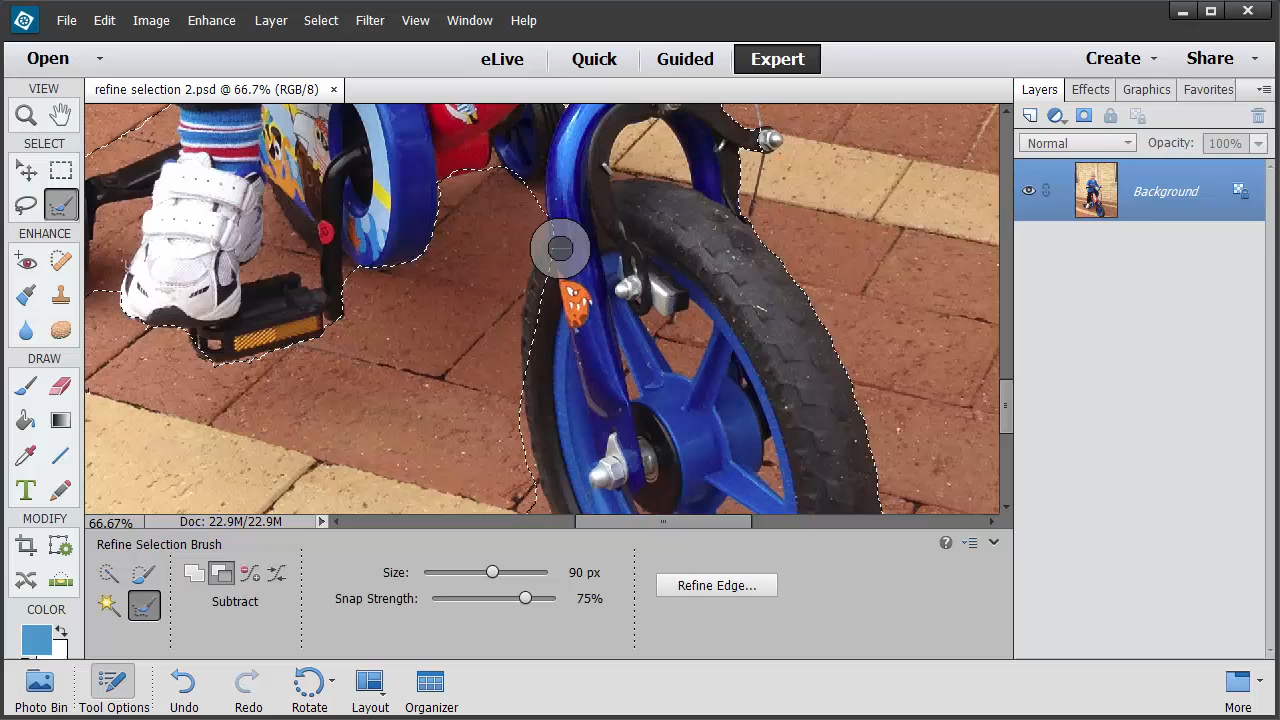 File Edit Image Enhance Layer Select Filter View Window Help
Open eLive Quick Guided Expert Create Share
VIEW
refine selection 2.psd @ 66.7% (RGB/8) ×
Layers Effects Graphics Favorites
SELECT
Normal Opacity: 100%
Background
ENHANCE
DRAW
T
MODIFY
66.67% Doc: 22.9M/22.9M
Refine Selection Brush
Size: 90 px
Refine Edge...
Subtract
Snap Strength: 75%
COLOR
Photo Bin Tool Options Undo Redo Rotate Layout Organizer More